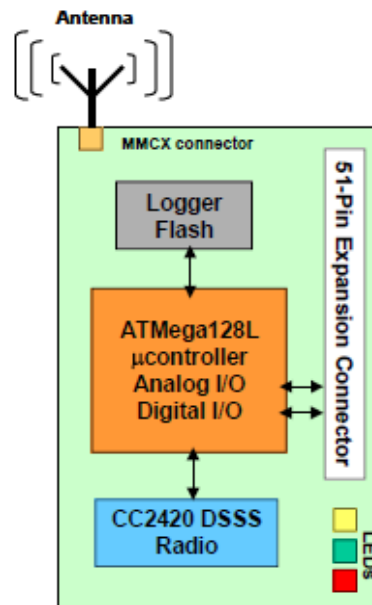 Antenna
MMCX connector
Logger
Flash
51-Pin Expansion Connector
ATMega128L
µcontroller
Analog I/O
Digital I/O
CC2420 DSSS
Radio
LEDs